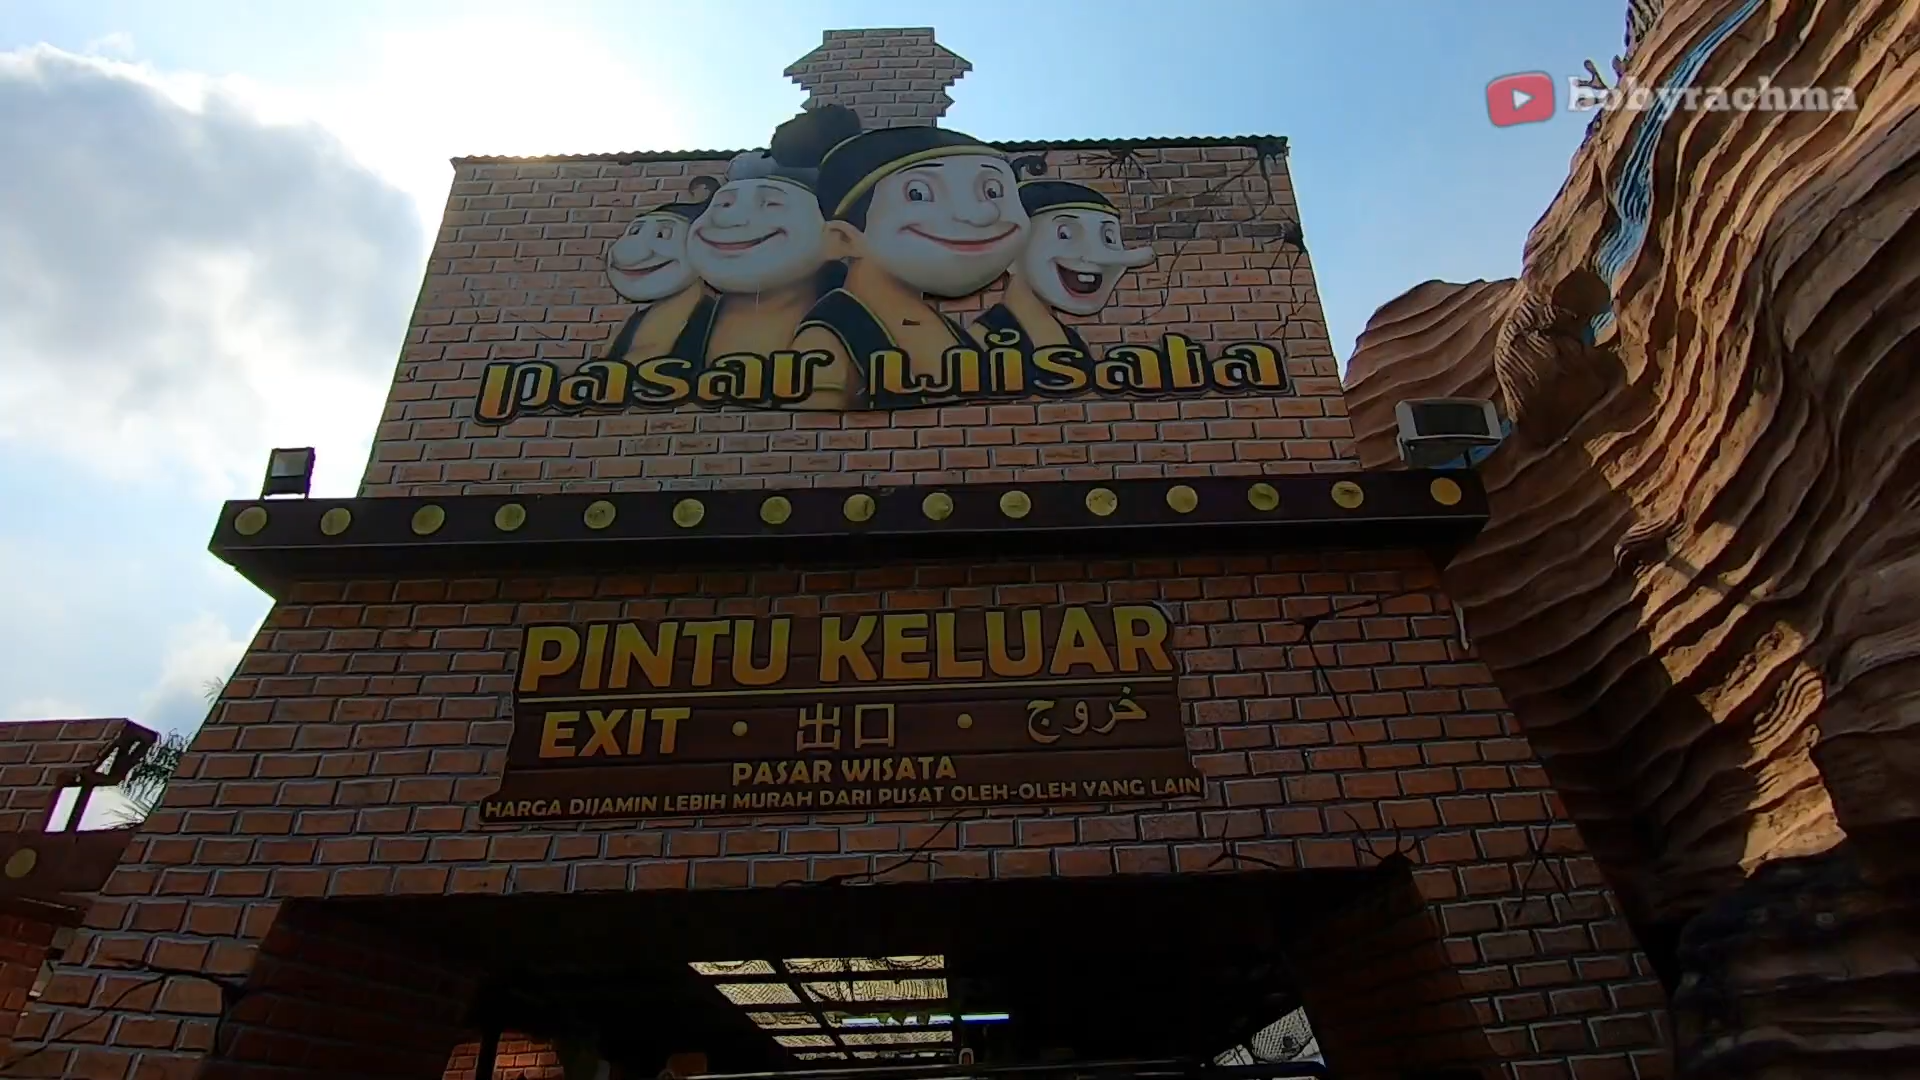 bobyrachma
pasar wisata
PINTU KELUAR
EXIT • 出口 • خروج
PASAR WISATA
HARGA DIJAMIN LEBIH MURAH DARI PUSAT OLEH-OLEH YANG LAIN